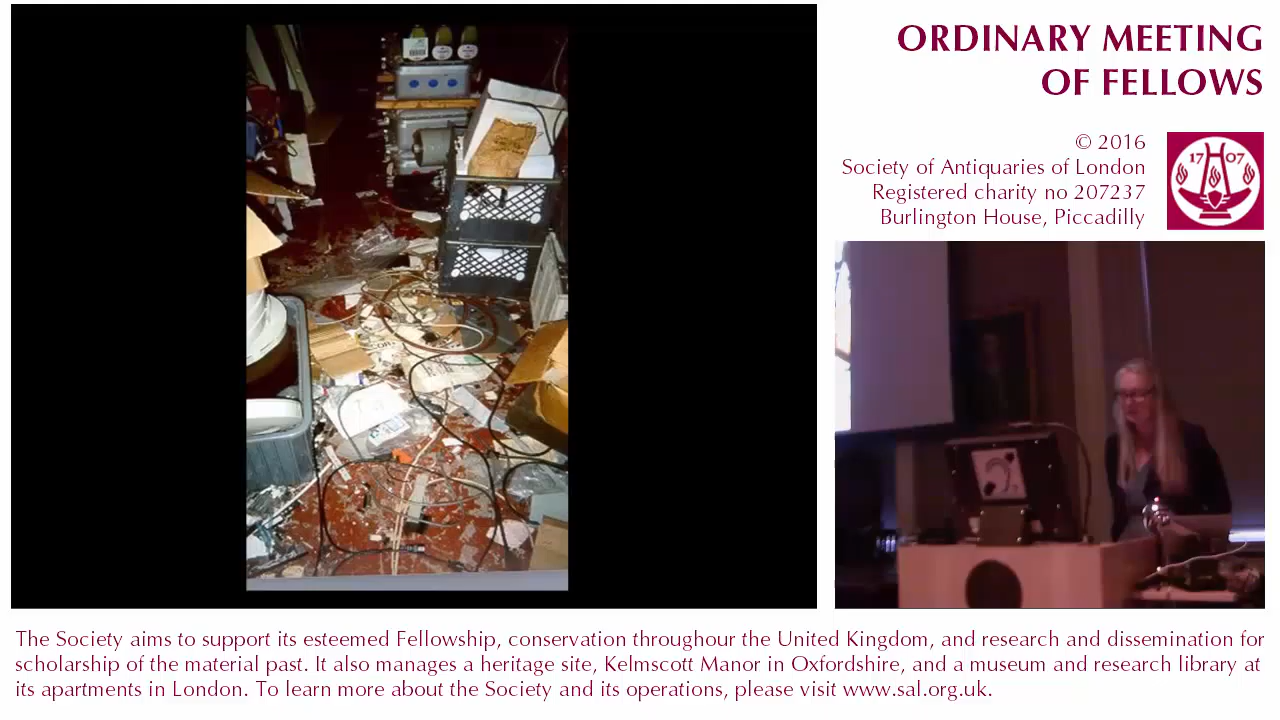 ORDINARY MEETING
OF FELLOWS
© 2016
Society of Antiquaries of London
Registered charity no 207237
Burlington House, Piccadilly
17 07
The Society aims to support its esteemed Fellowship, conservation throughour the United Kingdom, and research and dissemination for
scholarship of the material past. It also manages a heritage site, Kelmscott Manor in Oxfordshire, and a museum and research library at
its apartments in London. To learn more about the Society and its operations, please visit www.sal.org.uk.